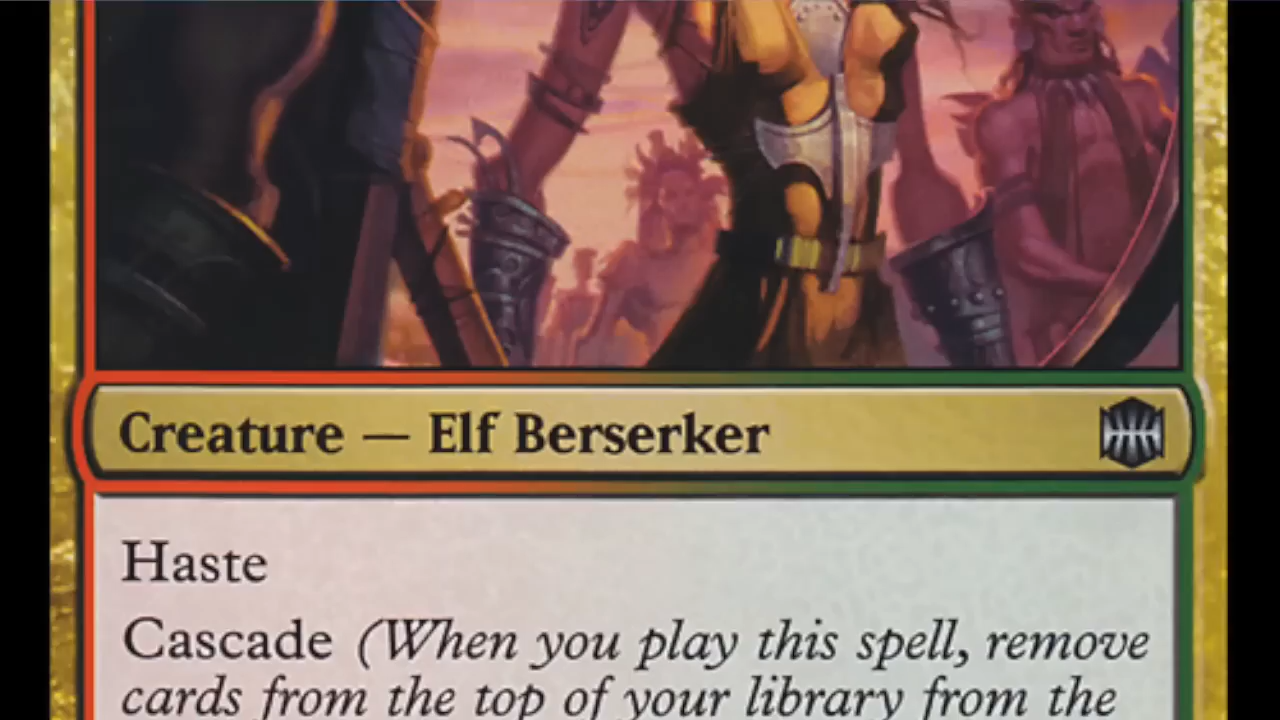 Creature — Elf Berserker
Haste
Cascade (When you play this spell, remove
cards from the top of your library from the